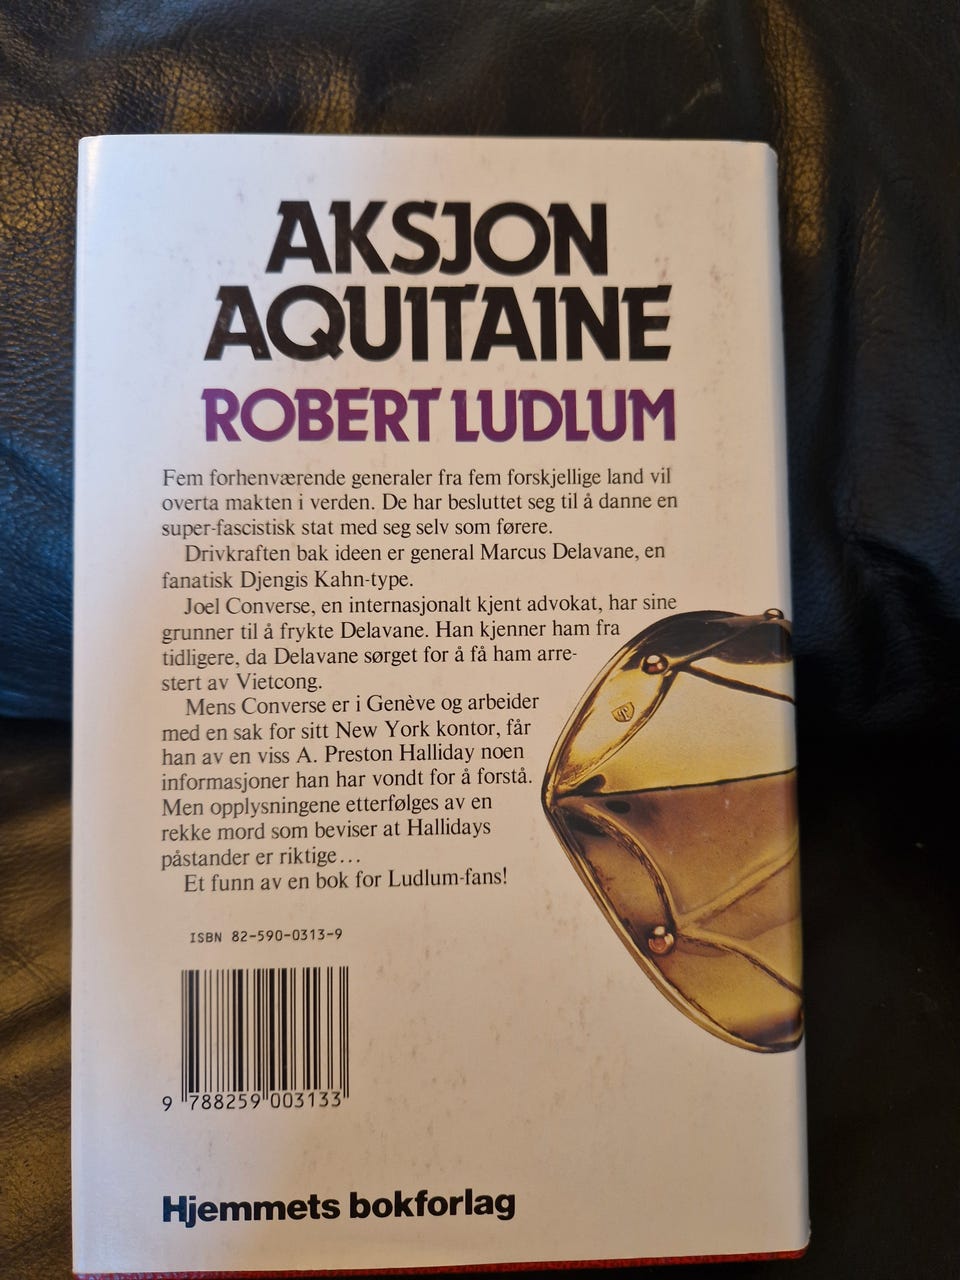 AKSJON
AQUITAINE
ROBERT LUDLUM
Fem forhenværende generaler fra fem forskjellige land vil
overta makten i verden. De har besluttet seg til å danne en
super-fascistisk stat med seg selv som førere.
Drivkraften bak ideen er general Marcus Delavane, en
fanatisk Djengis Kahn-type.
Joel Converse, en internasjonalt kjent advokat, har sine
grunner til å frykte Delavane. Han kjenner ham fra
tidligere, da Delavane sørget for å få ham arre-
stert av Vietcong.
Mens Converse er i Genève og arbeider
med en sak for sitt New York kontor, får
han av en viss A. Preston Halliday noen
informasjoner han har vondt for å forstå.
Men opplysningene etterfølges av en
rekke mord som beviser at Hallidays
påstander er riktige...
Et funn av en bok for Ludlum-fans!
ISBN 82-590-0313-9
9 788259 003133
Hjemmets bokforlag